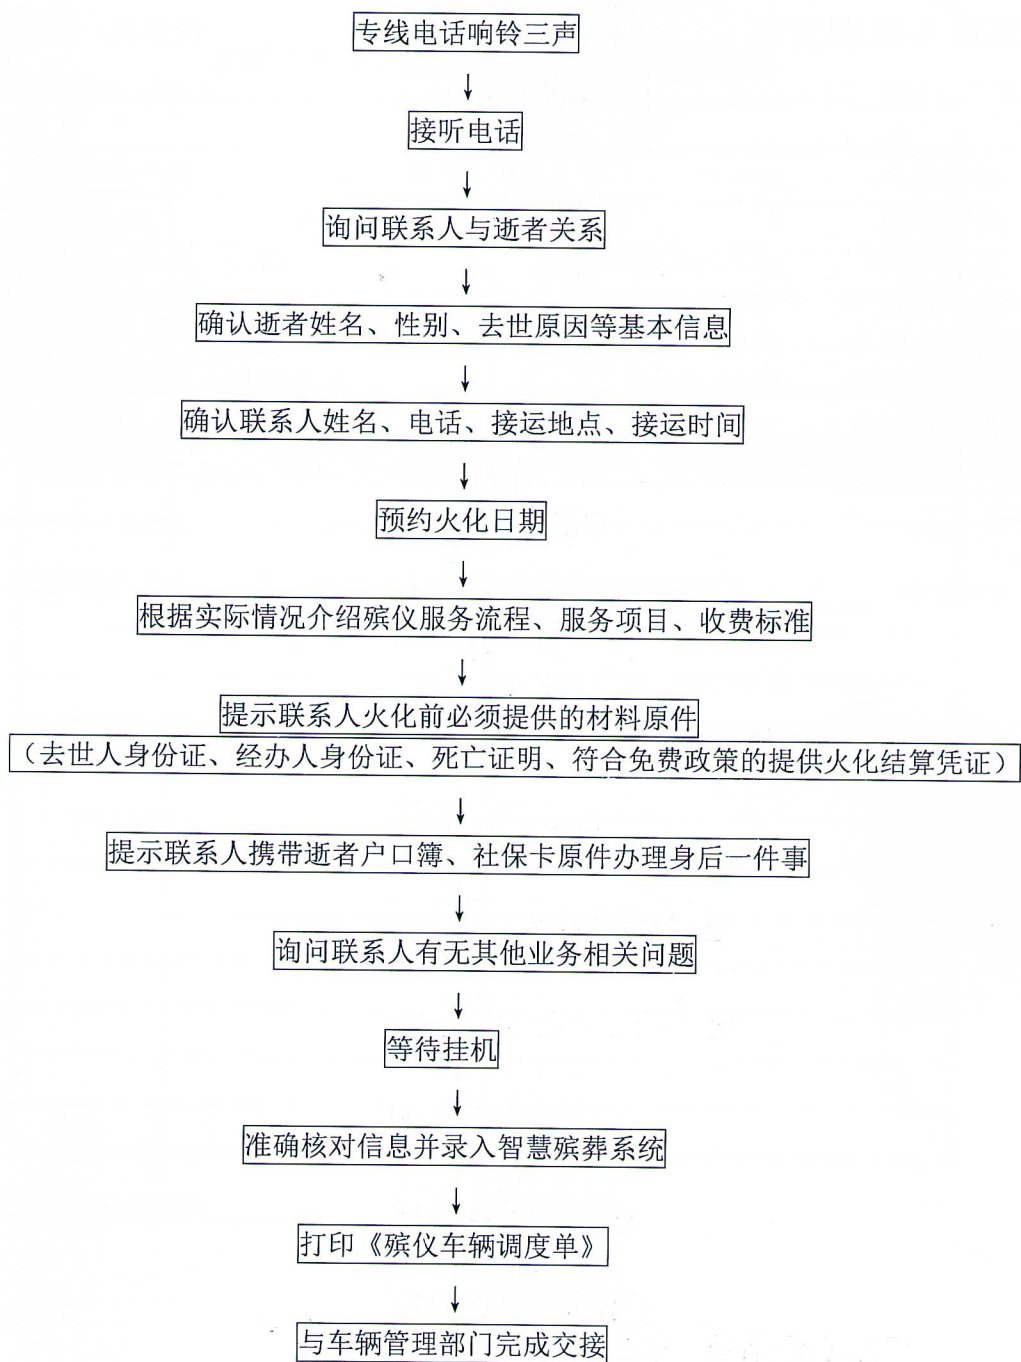 专线电话响铃三声
接听电话
询问联系人与逝者关系
确认逝者姓名、性别、去世原因等基本信息
确认联系人姓名、电话、接运地点、接运时间
预约火化日期
根据实际情况介绍殡仪服务流程、服务项目、收费标准
提示联系人火化前必须提供的材料原件
（去世人身份证、经办人身份证、死亡证明、符合免费政策的提供火化结算凭证）
提示联系人携带逝者户口簿、社保卡原件办理身后一件事
询问联系人有无其他业务相关问题
等待挂机
准确核对信息并录入智慧殡葬系统
打印《殡仪车辆调度单》
与车辆管理部门完成交接